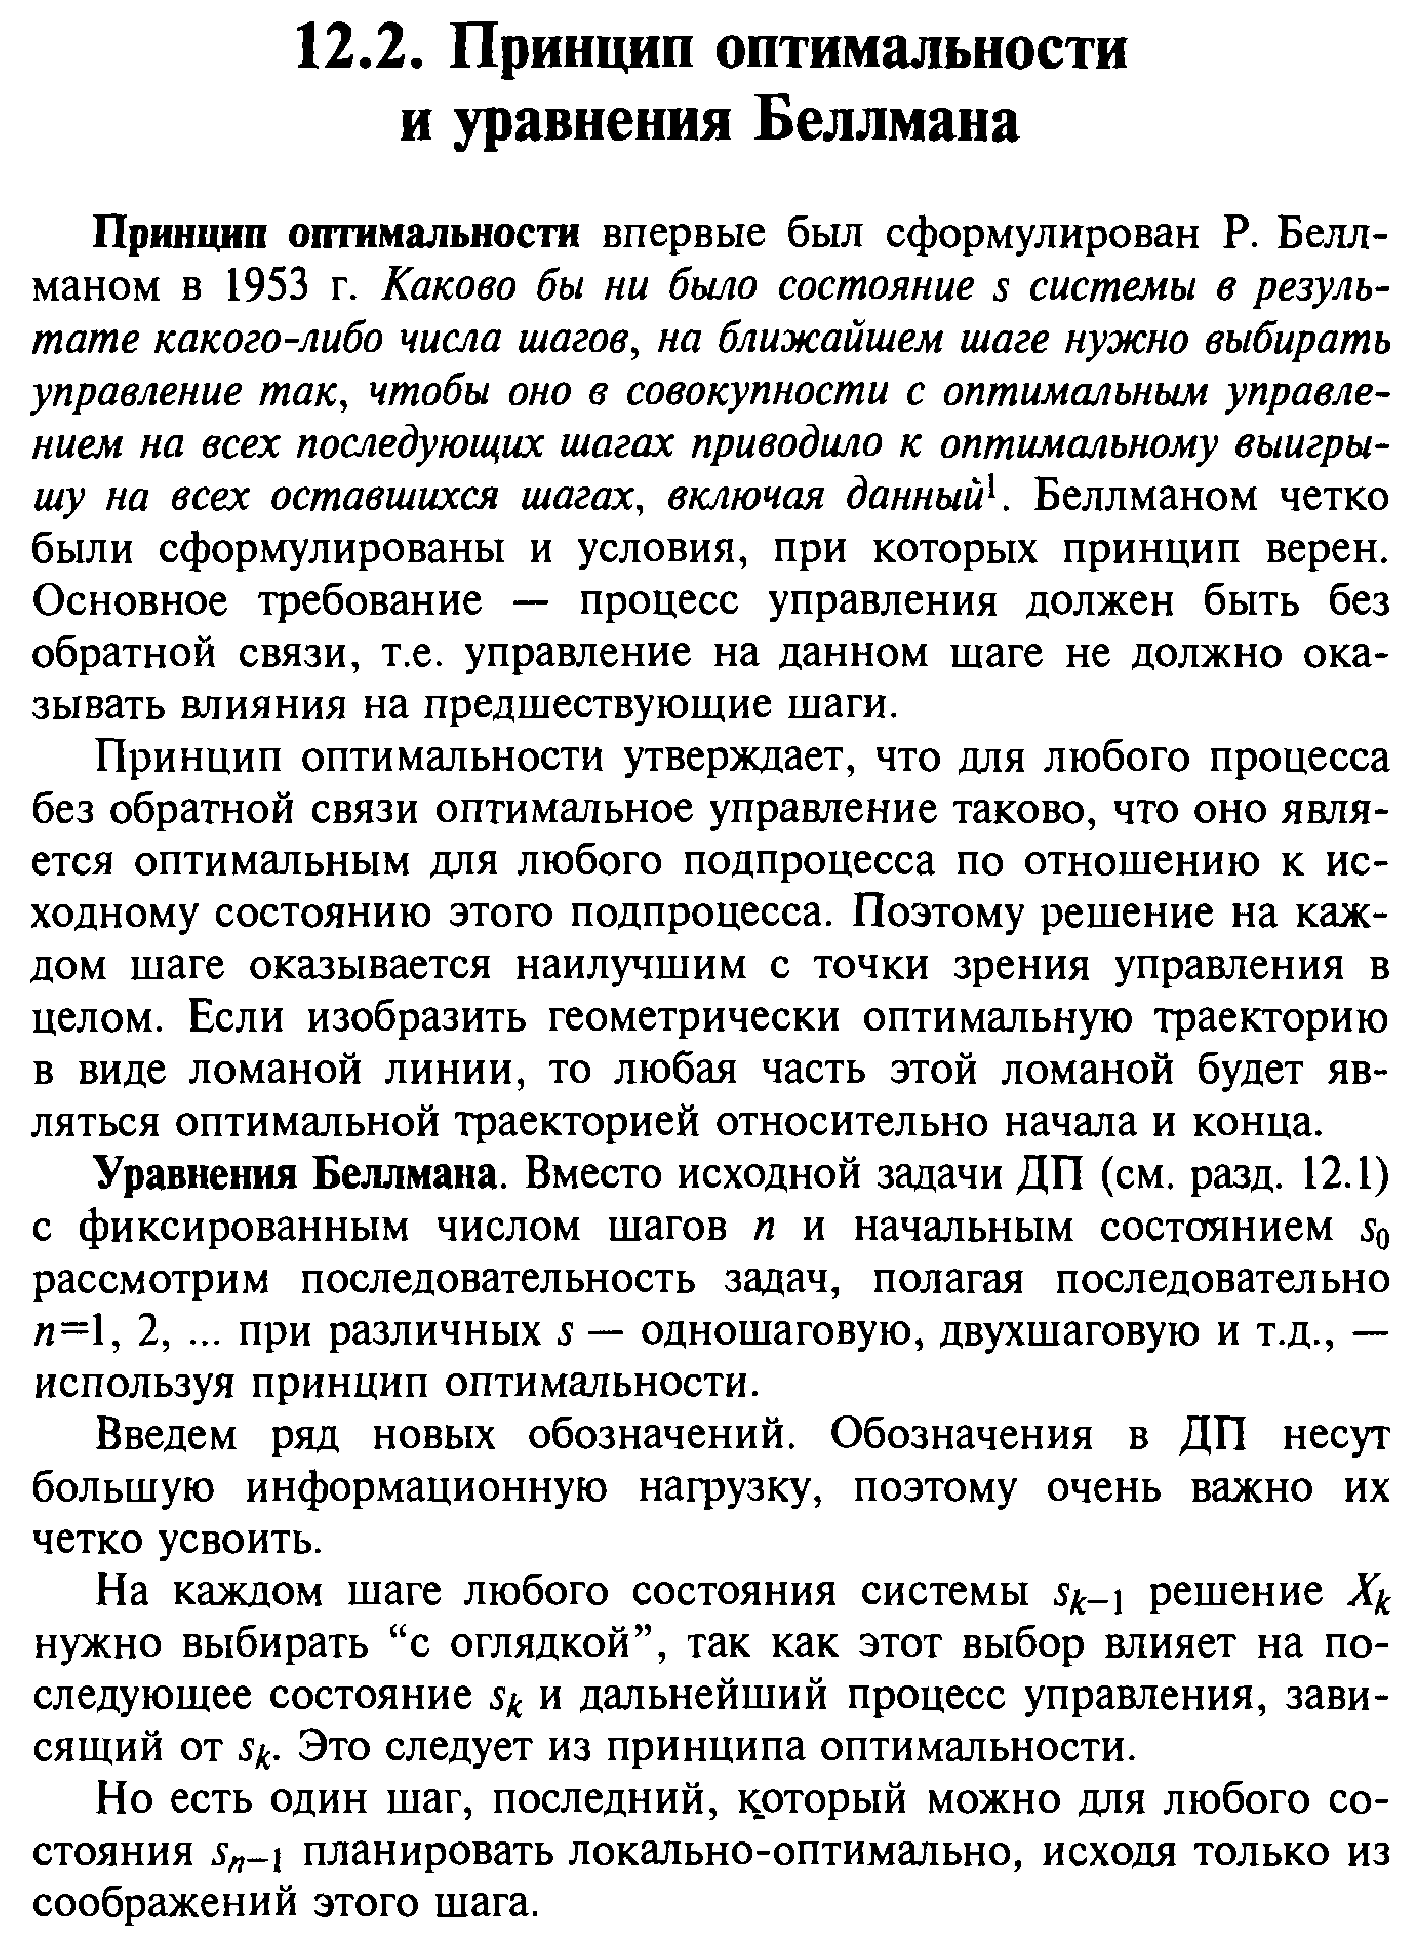 12.2. Принцип оптимальности
и уравнения Беллмана
Принцип оптимальности впервые был сформулирован Р. Белл-
маном в 1953 г. Каково бы ни было состояние s системы в резуль-
тате какого-либо числа шагов, на ближайшем шаге нужно выбирать
управление так, чтобы оно в совокупности с оптимальным управле-
нием на всех последующих шагах приводило к оптимальному выигры-
шу на всех оставшихся шагах, включая данный¹. Беллманом четко
были сформулированы и условия, при которых принцип верен.
Основное требование — процесс управления должен быть без
обратной связи, т.е. управление на данном шаге не должно ока-
зывать влияния на предшествующие шаги.
Принцип оптимальности утверждает, что для любого процесса
без обратной связи оптимальное управление таково, что оно явля-
ется оптимальным для любого подпроцесса по отношению к ис-
ходному состоянию этого подпроцесса. Поэтому решение на каж-
дом шаге оказывается наилучшим с точки зрения управления в
целом. Если изобразить геометрически оптимальную траекторию
в виде ломаной линии, то любая часть этой ломаной будет яв-
ляться оптимальной траекторией относительно начала и конца.
Уравнения Беллмана. Вместо исходной задачи ДП (см. разд. 12.1)
с фиксированным числом шагов n и начальным состоянием s₀
рассмотрим последовательность задач, полагая последовательно
n=1, 2, ... при различных s — одношаговую, двухшаговую и т.д., —
используя принцип оптимальности.
Введем ряд новых обозначений. Обозначения в ДП несут
большую информационную нагрузку, поэтому очень важно их
четко усвоить.
На каждом шаге любого состояния системы sₖ₋₁ решение Xₖ
нужно выбирать “с оглядкой”, так как этот выбор влияет на по-
следующее состояние sₖ и дальнейший процесс управления, зави-
сящий от sₖ. Это следует из принципа оптимальности.
Но есть один шаг, последний, который можно для любого со-
стояния sₙ₋₁ планировать локально-оптимально, исходя только из
соображений этого шага.